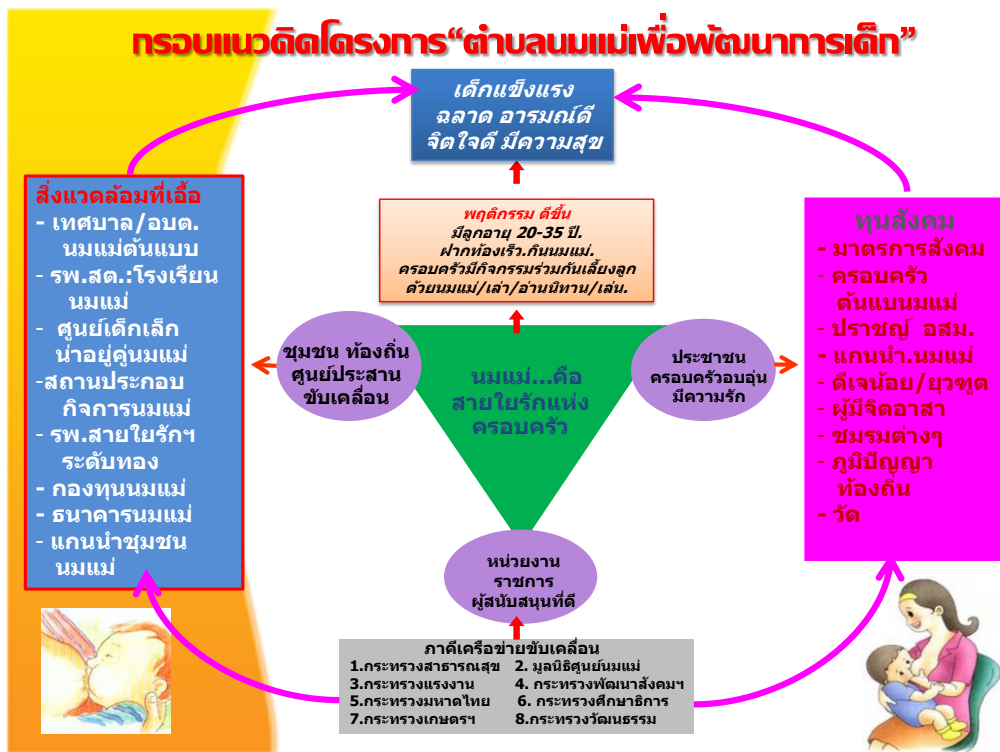 กรอบแนวคิดโครงการ“ตำบลนมแม่เพื่อพัฒนาการเด็ก”
เด็กแข็งแรง
ฉลาด อารมณ์ดี
จิตใจดี มีความสุข
สิ่งแวดล้อมที่เอื้อ
- เทศบาล/อบต.
นมแม่ต้นแบบ
- รพ.สต.:โรงเรียน
นมแม่
- ศูนย์เด็กเล็ก
น่าอยู่คู่นมแม่
-สถานประกอบ
กิจการนมแม่
- รพ.สายใยรักฯ
ระดับทอง
- กองทุนนมแม่
- ธนาคารนมแม่
- แกนนำชุมชน
นมแม่
พฤติกรรม ดีขึ้น
มีลูกอายุ 20-35 ปี.
ฝากท้องเร็ว.กินนมแม่.
ครอบครัวมีกิจกรรมร่วมกันเลี้ยงลูก
ด้วยนมแม่/เล่า/อ่านนิทาน/เล่น.
ชุมชน ท้องถิ่น
ศูนย์ประสาน
ขับเคลื่อน
นมแม่...คือ
สายใยรักแห่ง
ครอบครัว
ประชาชน
ครอบครัวอบอุ่น
มีความรัก
หน่วยงาน
ราชการ
ผู้สนับสนุนที่ดี
ทุนสังคม
- มาตรการสังคม
- ครอบครัว
ต้นแบนมแม่
- ปราชญ์ อสม.
- แกนนำ.นมแม่
- ดีเจน้อย/ยุวฑูต
- ผู้มีจิตอาสา
- ชมรมต่างๆ
- ภูมิปัญญา
ท้องถิ่น
- วัด
ภาคีเครือข่ายขับเคลื่อน
1.กระทรวงสาธารณสุข 2. มูลนิธิศูนย์นมแม่
3.กระทรวงแรงงาน 4. กระทรวงพัฒนาสังคมฯ
5.กระทรวงมหาดไทย 6. กระทรวงศึกษาธิการ
7.กระทรวงเกษตรฯ 8.กระทรวงวัฒนธรรม